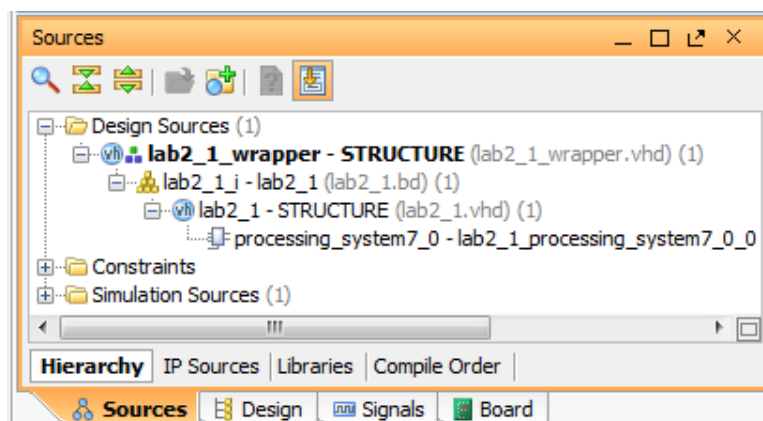 Sources
Design Sources (1)
lab2_1_wrapper - STRUCTURE (lab2_1_wrapper.vhd) (1)
lab2_1_i - lab2_1 (lab2_1.bd) (1)
lab2_1 - STRUCTURE (lab2_1.vhd) (1)
processing_system7_0 - lab2_1_processing_system7_0_0
Constraints
Simulation Sources (1)
Hierarchy IP Sources Libraries Compile Order
Sources Design Signals Board